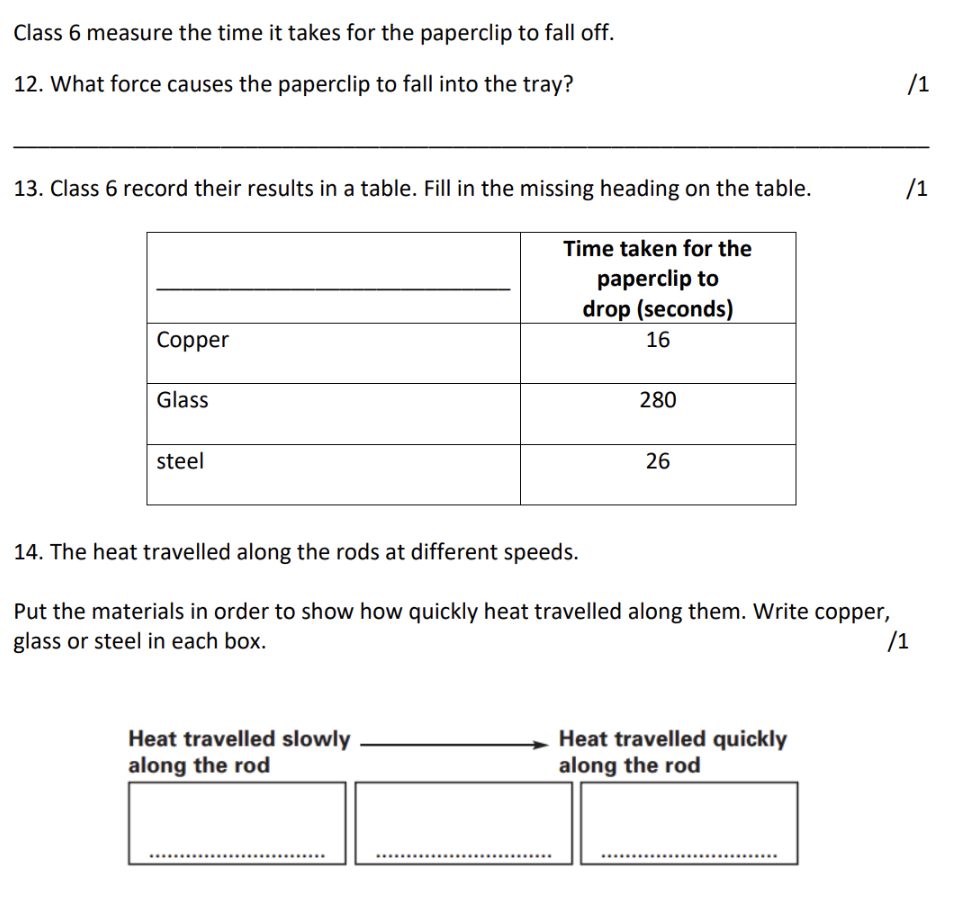 Class 6 measure the time it takes for the paperclip to fall off.
12. What force causes the paperclip to fall into the tray? /1
13. Class 6 record their results in a table. Fill in the missing heading on the table. /1
Time taken for the
paperclip to
drop (seconds)
Copper 16
Glass 280
steel 26
14. The heat travelled along the rods at different speeds.
Put the materials in order to show how quickly heat travelled along them. Write copper,
glass or steel in each box. /1
Heat travelled slowly Heat travelled quickly
along the rod along the rod